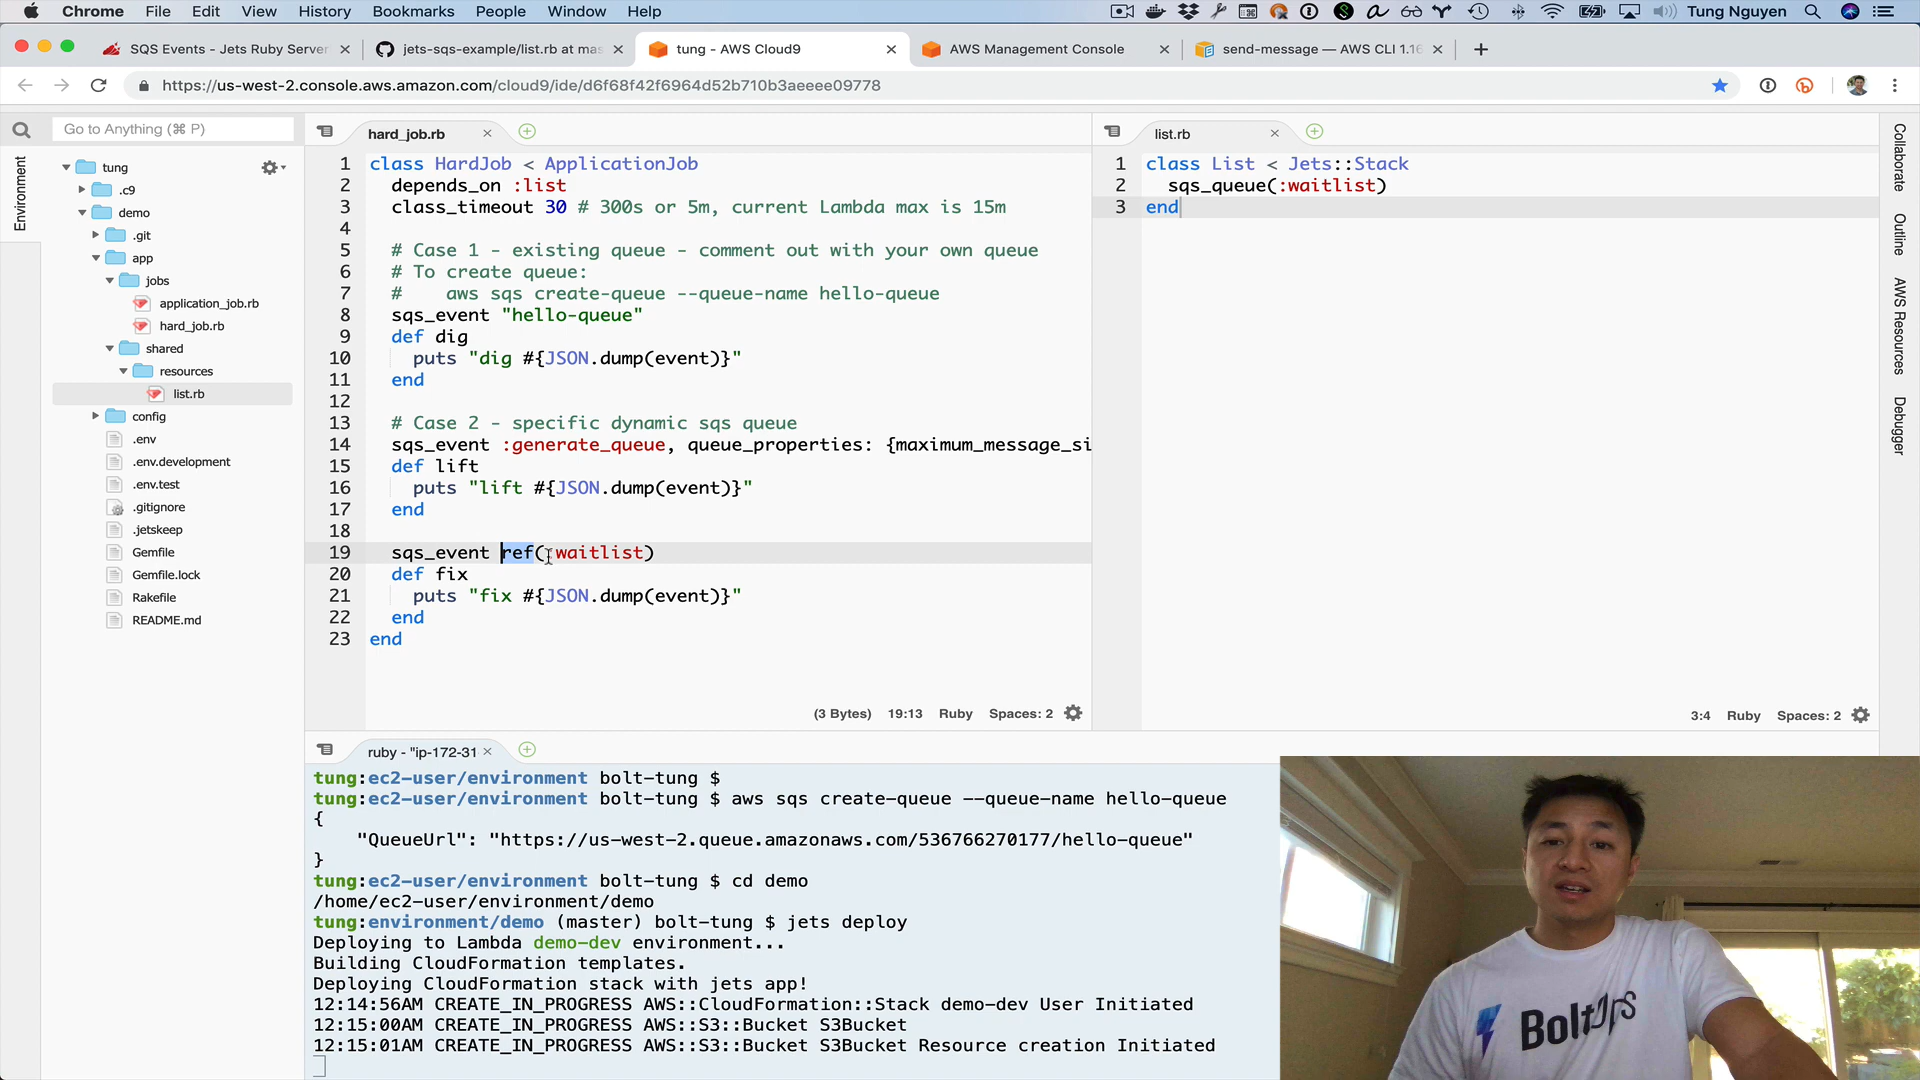 Chrome File Edit View History Bookmarks People Window Help Tung Nguyen
SQS Events - Jets Ruby Server
jets-sqs-example/list.rb at mas
tung - AWS Cloud9
AWS Management Console
send-message — AWS CLI 1.16
https://us-west-2.console.aws.amazon.com/cloud9/ide/d6f68f42f6964d52b710b3aeeee09778
Go to Anything (⌘ P)
Environment
tung
.c9
demo
.git
app
jobs
application_job.rb
hard_job.rb
shared
resources
list.rb
config
.env
.env.development
.env.test
.gitignore
.jetskeep
Gemfile
Gemfile.lock
Rakefile
README.md
hard_job.rb
1 class HardJob < ApplicationJob
2 depends_on :list
3 class_timeout 30 # 300s or 5m, current Lambda max is 15m
4
5 # Case 1 - existing queue - comment out with your own queue
6 # To create queue:
7 # aws sqs create-queue --queue-name hello-queue
8 sqs_event "hello-queue"
9 def dig
10 puts "dig #{JSON.dump(event)}"
11 end
12
13 # Case 2 - specific dynamic sqs queue
14 sqs_event :generate_queue, queue_properties: {maximum_message_si
15 def lift
16 puts "lift #{JSON.dump(event)}"
17 end
18
19 sqs_event ref(:waitlist)
20 def fix
21 puts "fix #{JSON.dump(event)}"
22 end
23 end
(3 Bytes) 19:13 Ruby Spaces: 2
list.rb
1 class List < Jets::Stack
2 sqs_queue(:waitlist)
3 end
3:4 Ruby Spaces: 2
Collaborate
Outline
AWS Resources
Debugger
ruby - "ip-172-31
tung:ec2-user/environment bolt-tung $
tung:ec2-user/environment bolt-tung $ aws sqs create-queue --queue-name hello-queue
{
"QueueUrl": "https://us-west-2.queue.amazonaws.com/536766270177/hello-queue"
}
tung:ec2-user/environment bolt-tung $ cd demo
/home/ec2-user/environment/demo
tung:environment/demo (master) bolt-tung $ jets deploy
Deploying to Lambda demo-dev environment...
Building CloudFormation templates.
Deploying CloudFormation stack with jets app!
12:14:56AM CREATE_IN_PROGRESS AWS::CloudFormation::Stack demo-dev User Initiated
12:15:00AM CREATE_IN_PROGRESS AWS::S3::Bucket S3Bucket
12:15:01AM CREATE_IN_PROGRESS AWS::S3::Bucket S3Bucket Resource creation Initiated
BoltOps